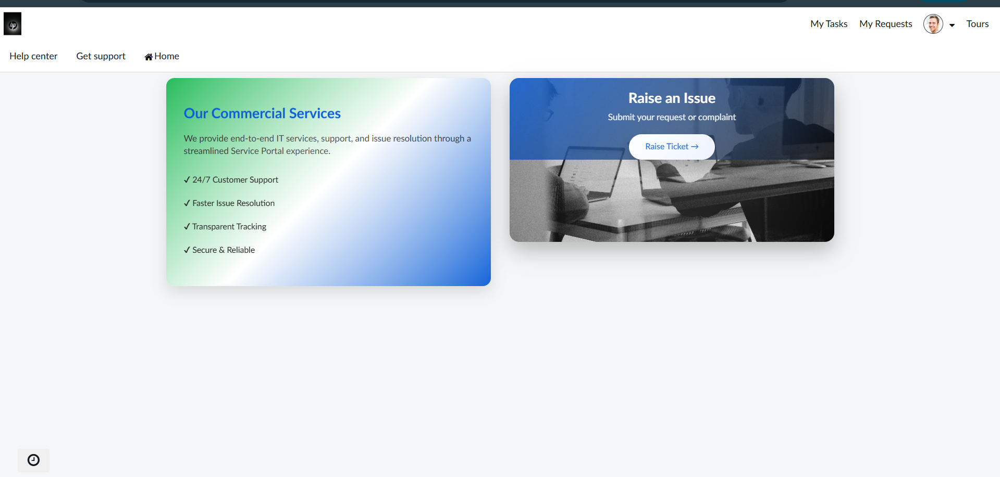 hp
My Tasks My Requests Tours
Help center Get support Home
Our Commercial Services
We provide end-to-end IT services, support, and issue resolution through a
streamlined Service Portal experience.
✓ 24/7 Customer Support
✓ Faster Issue Resolution
✓ Transparent Tracking
✓ Secure & Reliable
Raise an Issue
Submit your request or complaint
Raise Ticket →